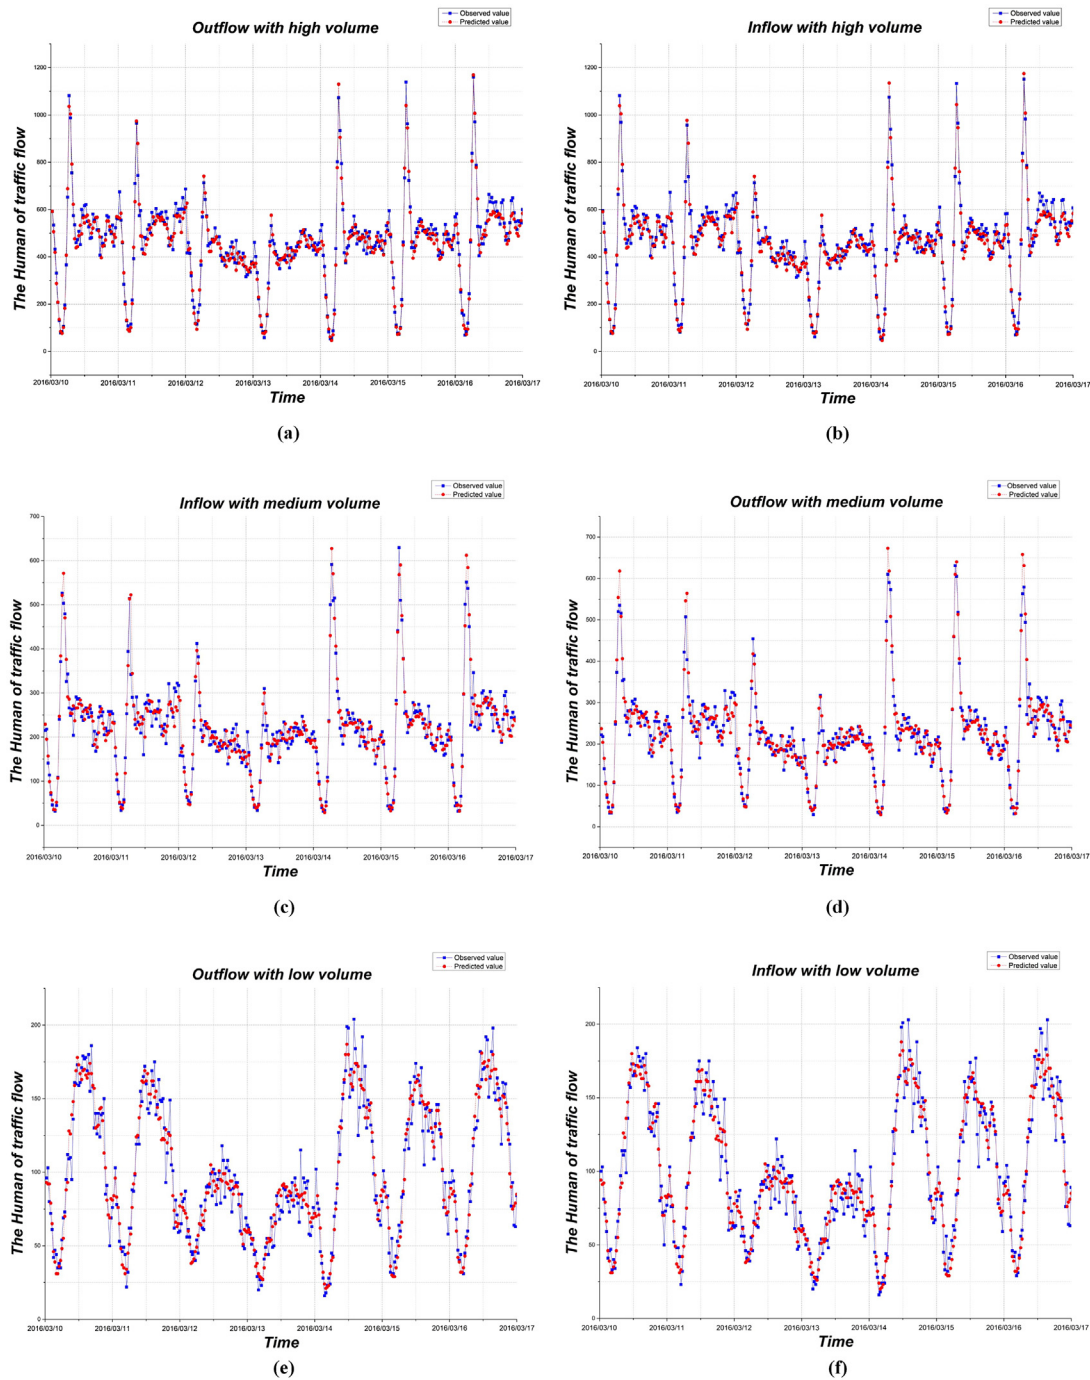 Outflow with high volume
Observed value
Predicted value
The Human of traffic flow
1200
1000
800
600
400
200
0
2016/03/10 2016/03/11 2016/03/12 2016/03/13 2016/03/14 2016/03/15 2016/03/16 2016/03/17
Time
(a)
Inflow with high volume
Observed value
Predicted value
The Human of traffic flow
1200
1000
800
600
400
200
0
2016/03/10 2016/03/11 2016/03/12 2016/03/13 2016/03/14 2016/03/15 2016/03/16 2016/03/17
Time
(b)
Inflow with medium volume
Observed value
Predicted value
The Human of traffic flow
700
600
500
400
300
200
100
0
2016/03/10 2016/03/11 2016/03/12 2016/03/13 2016/03/14 2016/03/15 2016/03/16 2016/03/17
Time
(c)
Outflow with medium volume
Observed value
Predicted value
The Human of traffic flow
700
600
500
400
300
200
100
0
2016/03/10 2016/03/11 2016/03/12 2016/03/13 2016/03/14 2016/03/15 2016/03/16 2016/03/17
Time
(d)
Outflow with low volume
Observed value
Predicted value
The Human of traffic flow
200
150
100
50
0
2016/03/10 2016/03/11 2016/03/12 2016/03/13 2016/03/14 2016/03/15 2016/03/16 2016/03/17
Time
(e)
Inflow with low volume
Observed value
Predicted value
The Human of traffic flow
200
150
100
50
0
2016/03/10 2016/03/11 2016/03/12 2016/03/13 2016/03/14 2016/03/15 2016/03/16 2016/03/17
Time
(f)